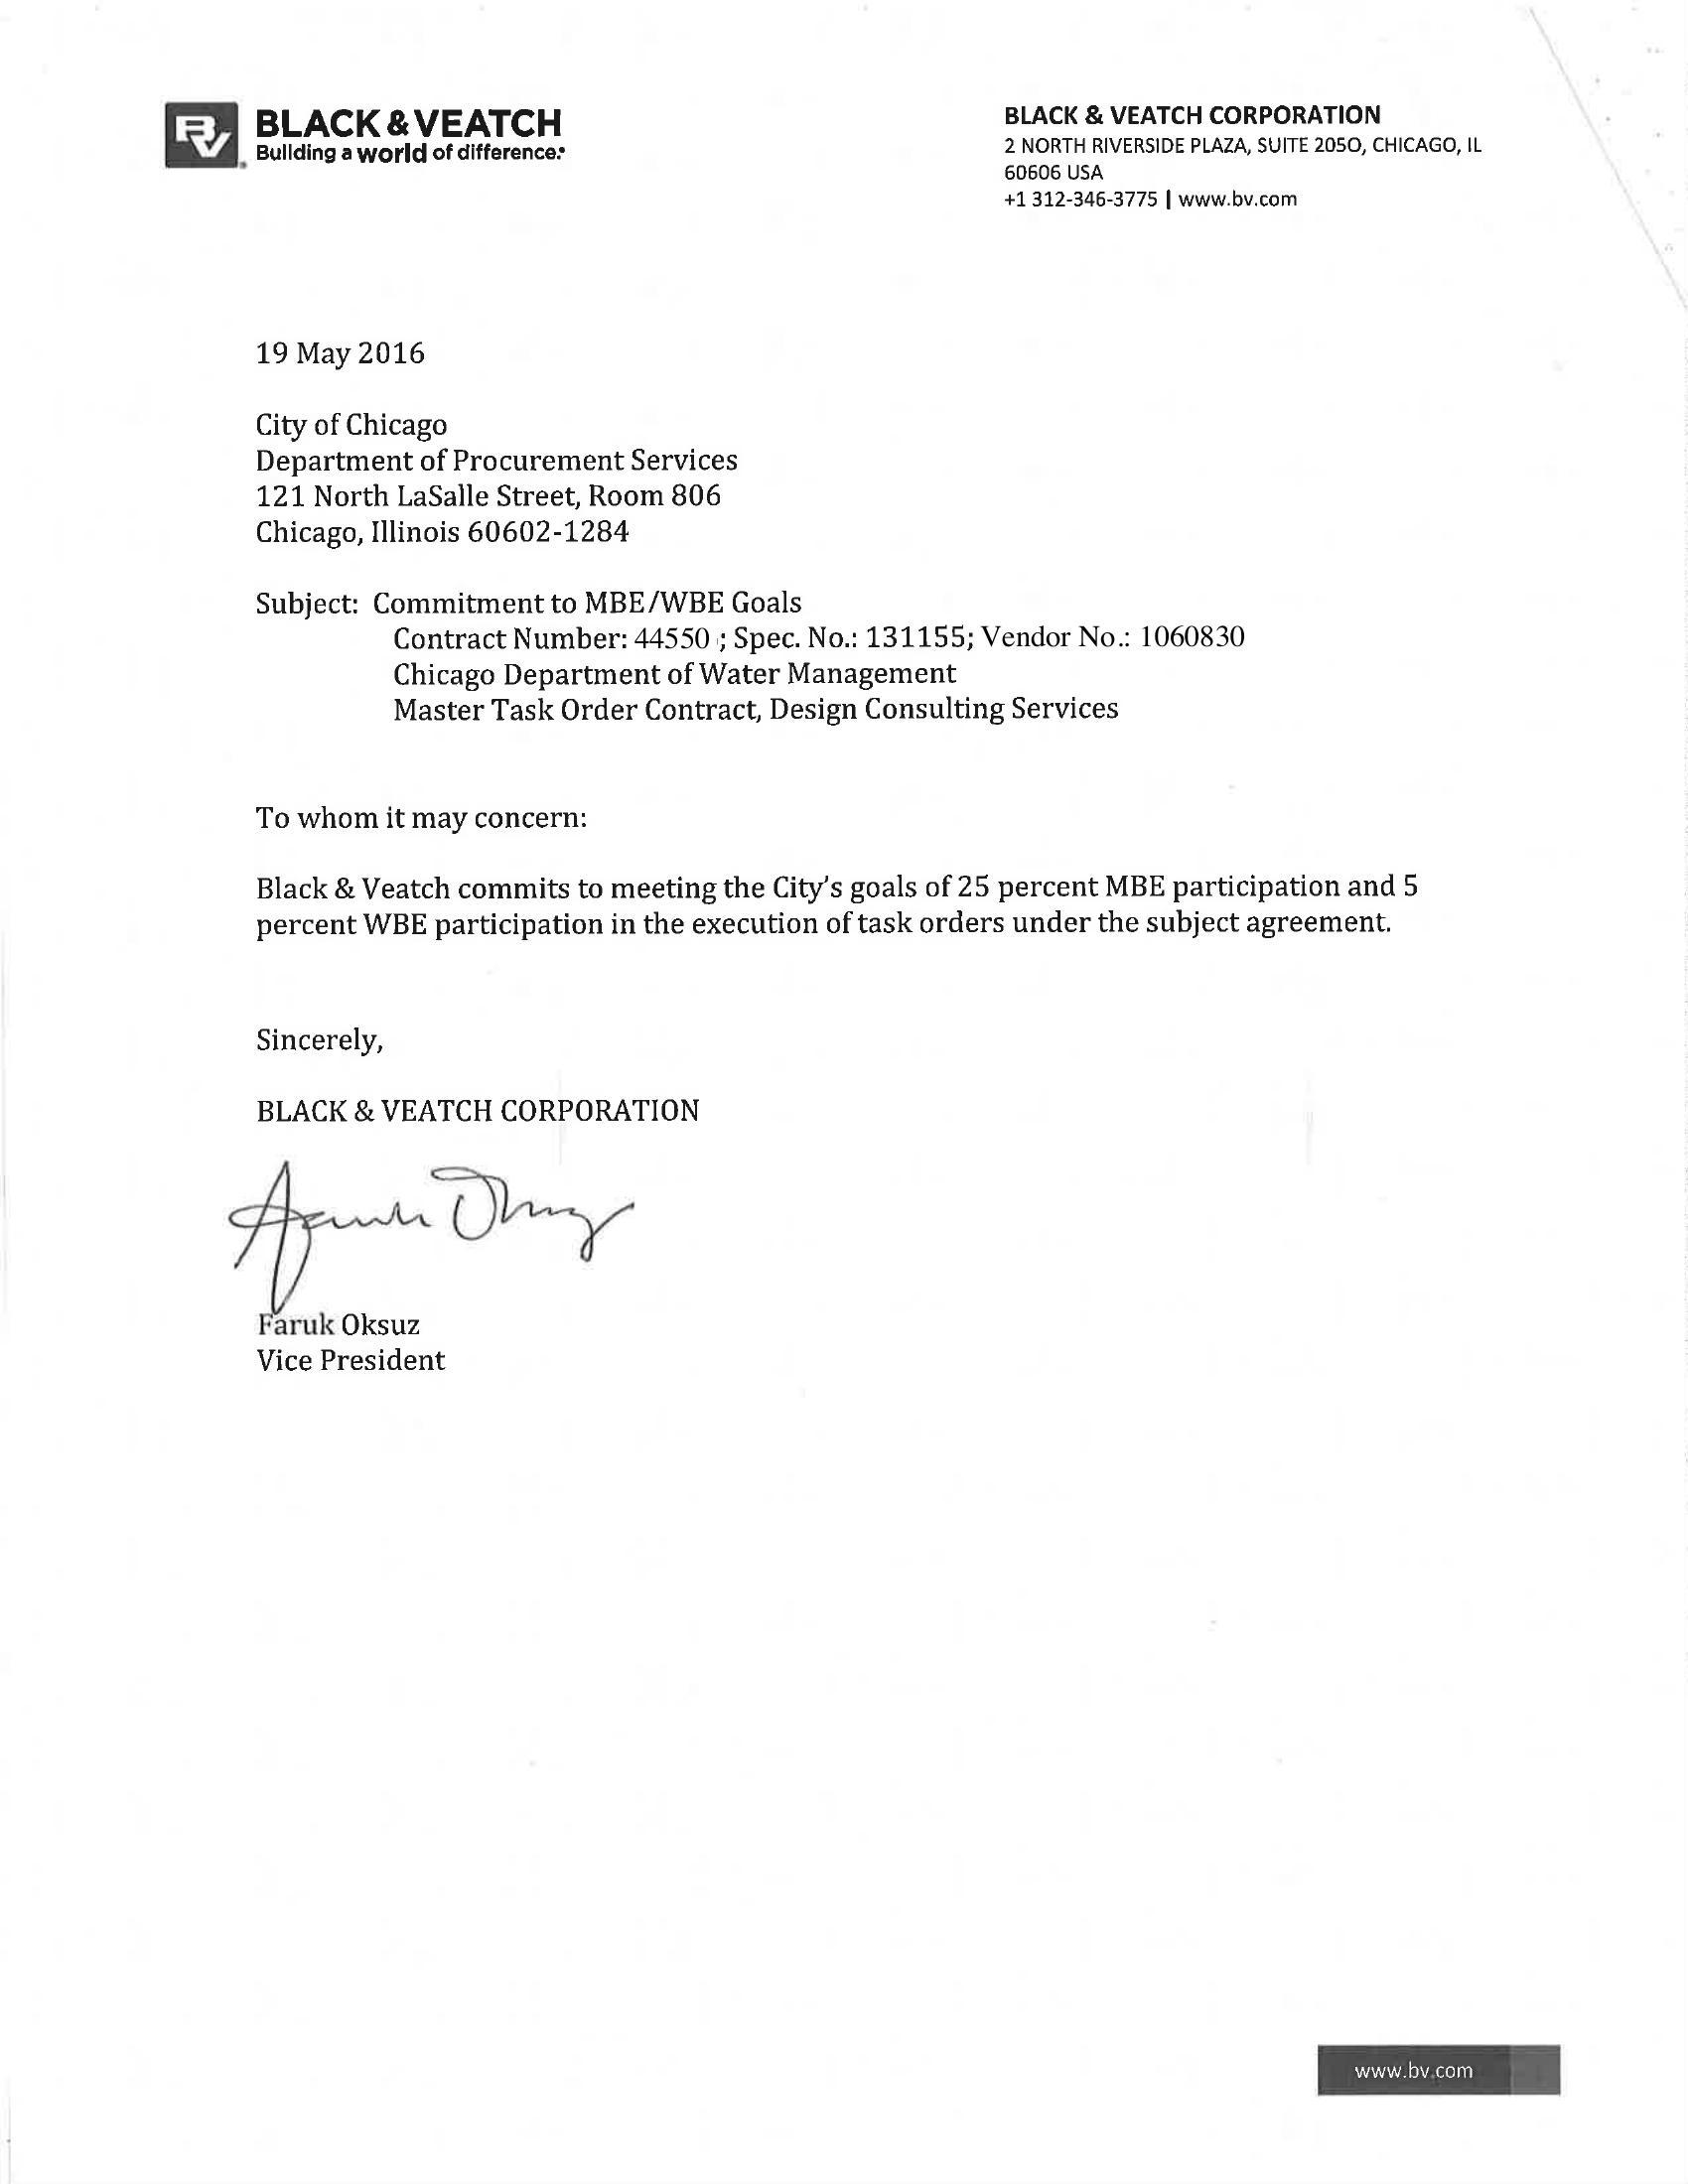 BLACK & VEATCH
Building a world of difference.®
BLACK & VEATCH CORPORATION
2 NORTH RIVERSIDE PLAZA, SUITE 2050, CHICAGO, IL
60606 USA
+1 312-346-3775 | www.bv.com
19 May 2016
City of Chicago
Department of Procurement Services
121 North LaSalle Street, Room 806
Chicago, Illinois 60602-1284
Subject: Commitment to MBE/WBE Goals
Contract Number: 44550 ; Spec. No.: 131155; Vendor No.: 1060830
Chicago Department of Water Management
Master Task Order Contract, Design Consulting Services
To whom it may concern:
Black & Veatch commits to meeting the City's goals of 25 percent MBE participation and 5
percent WBE participation in the execution of task orders under the subject agreement.
Sincerely,
BLACK & VEATCH CORPORATION
Faruk Oksuz
Faruk Oksuz
Vice President
www.bv.com